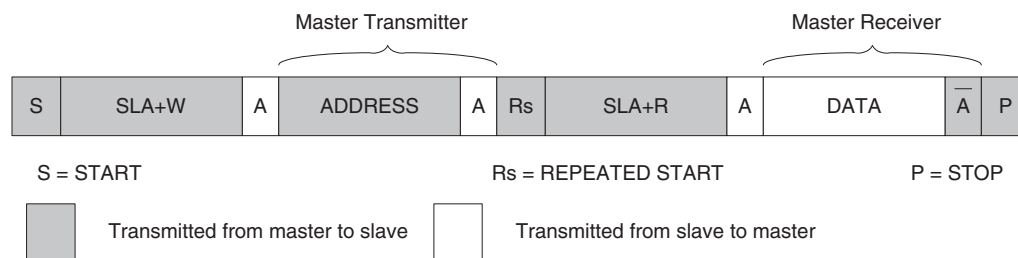 Master Transmitter Master Receiver
S SLA+W A ADDRESS A Rs SLA+R A DATA A̅ P
S = START Rs = REPEATED START P = STOP
Transmitted from master to slave Transmitted from slave to master